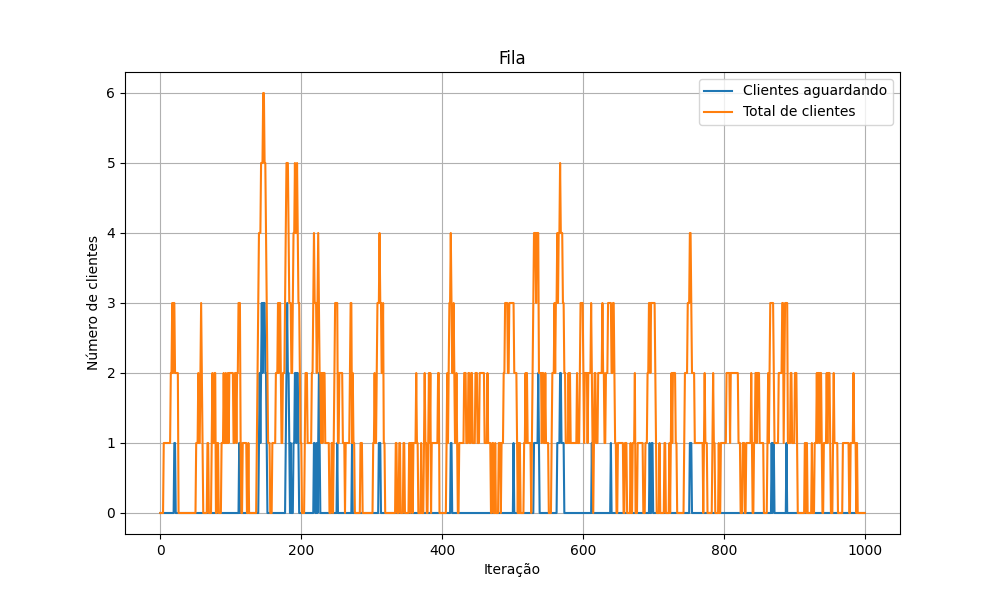 Fila
Clientes aguardando
Total de clientes
6
5
4
3
2
1
0
Número de clientes
0 200 400 600 800 1000
Iteração